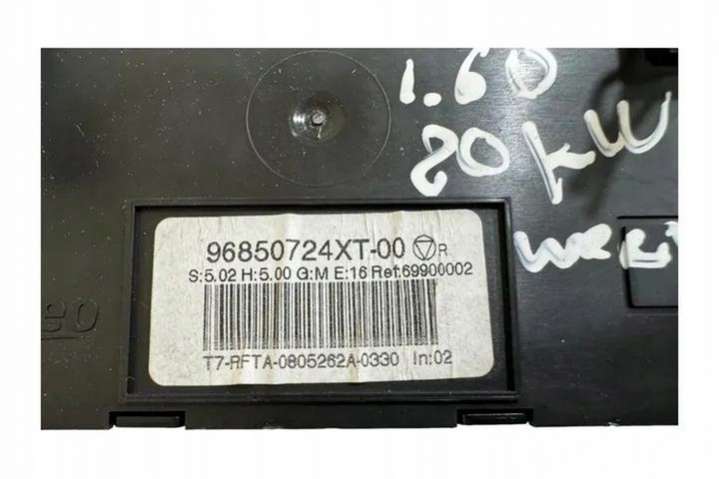 1.6D
80 kW
96850724XT-00 R
S:5.02 H:5.00 G:M E:16 Ref:69900002
T7-RFTA-0805262A-0330 In:02